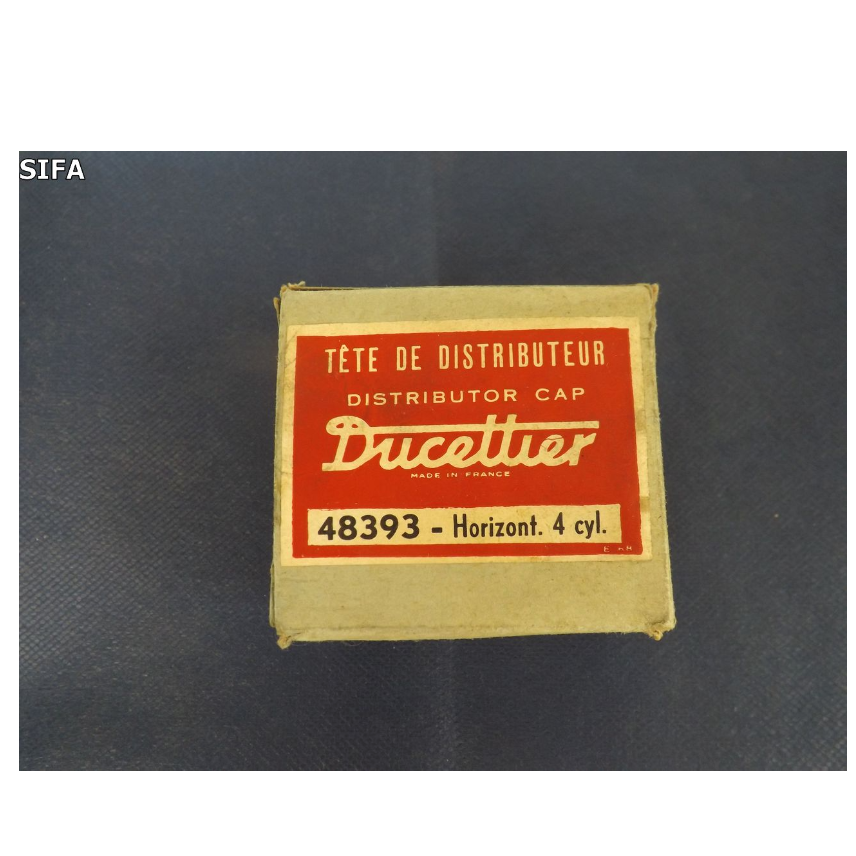 SIFA
TÊTE DE DISTRIBUTEUR
DISTRIBUTOR CAP
Ducellier
MADE IN FRANCE
48393 - Horizont. 4 cyl.